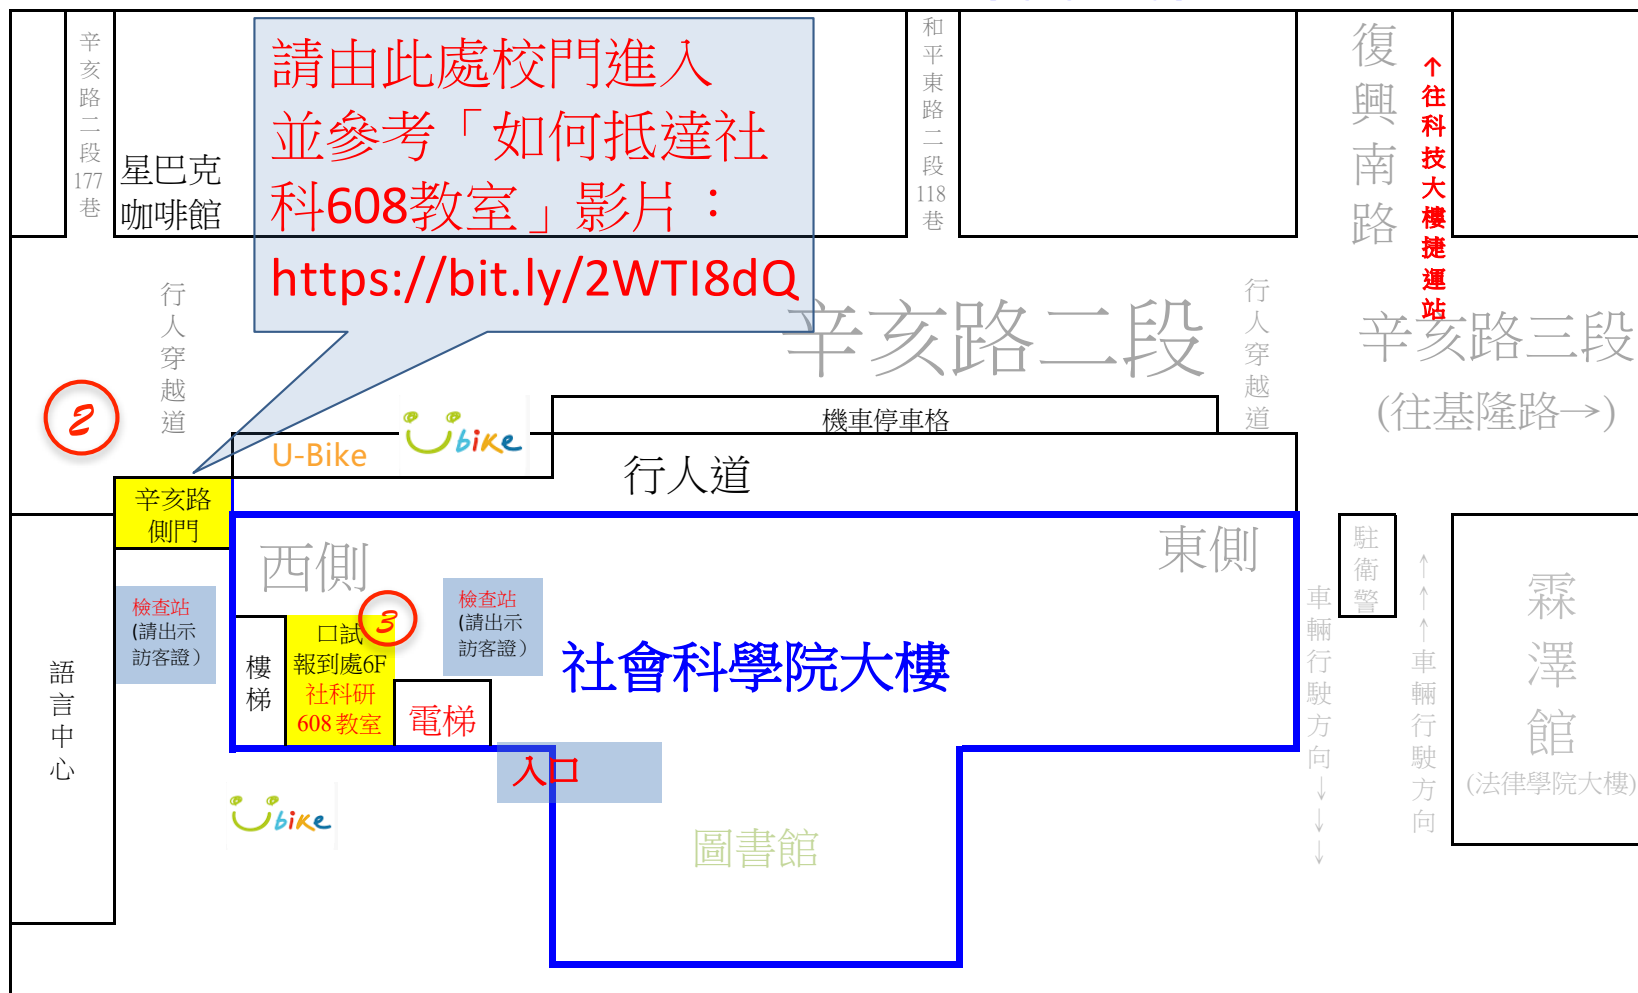 辛亥路二段177巷
星巴克
咖啡館
請由此處校門進入
並參考「如何抵達社
科608教室」影片：
https://bit.ly/2WTI8dQ
和平東路二段118巷
復興南路
↑往科技大樓捷運站
行人穿越道
辛亥路二段
行人穿越道
辛亥路三段
(往基隆路→)
2
機車停車格
U-Bike
Ubike
行人道
辛亥路
側門
西側
東側
駐衛警
檢查站
(請出示
訪客證）
3
檢查站
(請出示
訪客證）
樓梯
口試
報到處6F
社科研
608教室
電梯
社會科學院大樓
車輛行駛方向↓↓↓
↑↑↑車輛行駛方向
霖澤館
(法律學院大樓)
語言中心
入口
Ubike
圖書館